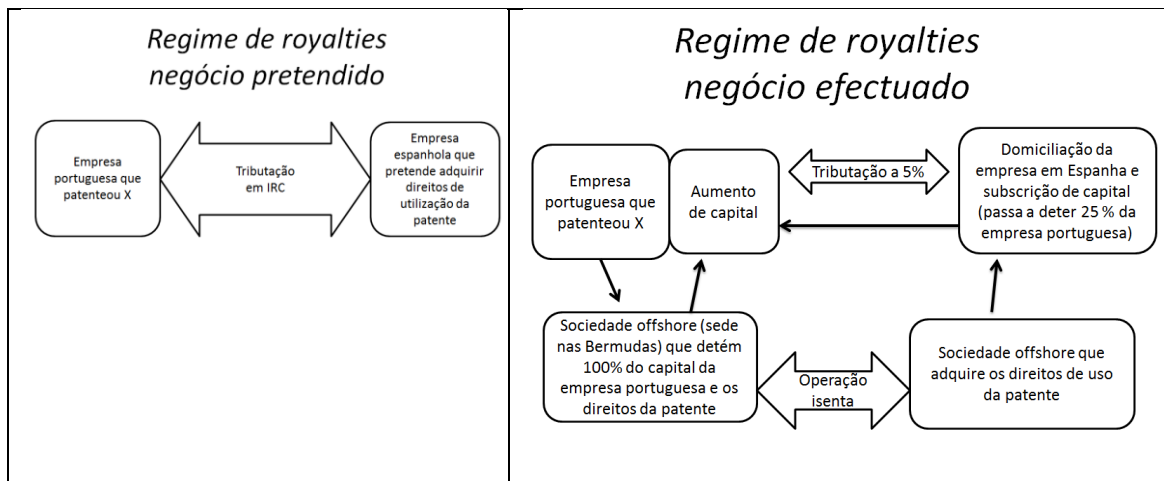 Regime de royalties
negócio pretendido
Empresa
portuguesa que
patenteou X
Tributação
em IRC
Empresa
espanhola que
pretende adquirir
direitos de
utilização da
patente
Regime de royalties
negócio efectuado
Empresa
portuguesa que
patenteou X
Aumento
de capital
Tributação a 5%
Domiciliação da
empresa em Espanha e
subscrição de capital
(passa a deter 25 % da
empresa portuguesa)
Sociedade offshore (sede
nas Bermudas) que detém
100% do capital da
empresa portuguesa e os
direitos da patente
Operação
isenta
Sociedade offshore que
adquire os direitos de uso
da patente